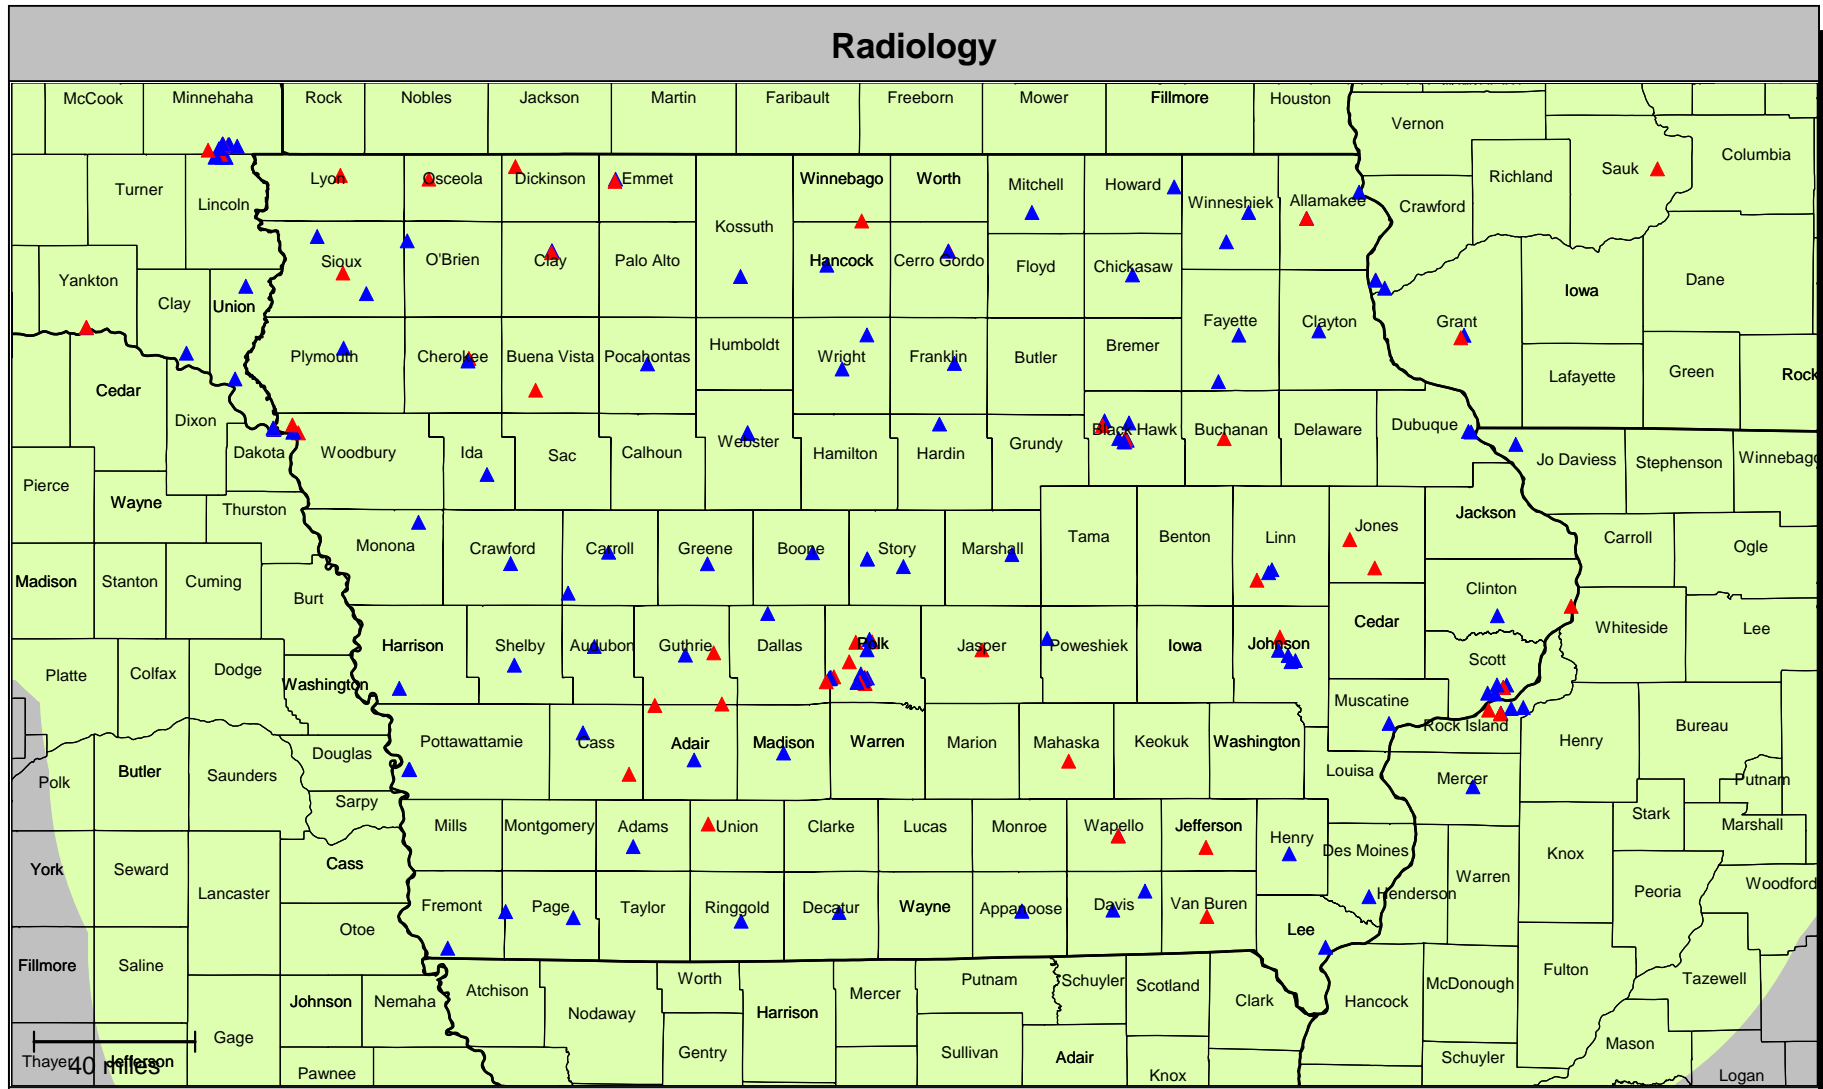 Radiology
McCook Minnehaha Rock Nobles Jackson Martin Faribault Freeborn Mower Fillmore Houston
Vernon
Columbia
Sauk
Richland
Turner Lyon Osceola Dickinson Emmet Winnebago Worth Mitchell Howard
Lincoln Winneshiek Allamakee Crawford
Kossuth
Yankton Sioux O'Brien Clay Palo Alto Hancock Cerro Gordo Floyd Chickasaw Dane
Clay Union Iowa
Fayette Clayton Grant
Plymouth Cherokee Buena Vista Pocahontas Humboldt Wright Franklin Butler Bremer
Cedar Lafayette Green Rock
Dixon Webster Black Hawk Buchanan Delaware Dubuque
Dakota Woodbury Ida Sac Calhoun Hamilton Hardin Grundy Jo Daviess Stephenson Winnebago
Pierce
Wayne Thurston Jackson
Monona Crawford Carroll Greene Boone Story Marshall Tama Benton Linn Jones Carroll Ogle
Madison Stanton Cuming Burt Clinton
Cedar Whiteside Lee
Harrison Shelby Audubon Guthrie Dallas Polk Jasper Poweshiek Iowa Johnson Scott
Platte Colfax Dodge
Washington Muscatine
Rock Island Bureau
Pottawattamie Cass Adair Madison Warren Marion Mahaska Keokuk Washington Henry
Douglas
Polk Butler Saunders Louisa Mercer Putnam
Sarpy
Mills Montgomery Adams Union Clarke Lucas Monroe Wapello Jefferson Henry Stark Marshall
Des Moines Knox
York Seward Cass
Lancaster Henderson Warren Peoria Woodford
Fremont Page Taylor Ringgold Decatur Wayne Appanoose Davis Van Buren
Otoe Lee
Fillmore Saline Fulton Tazewell
Johnson Nemaha Atchison Worth Putnam Schuyler Scotland McDonough
Nodaway Harrison Mercer Clark Hancock
Gage Gentry Sullivan Adair Mason
Thayer Jefferson Schuyler
40 miles
Pawnee Knox Logan